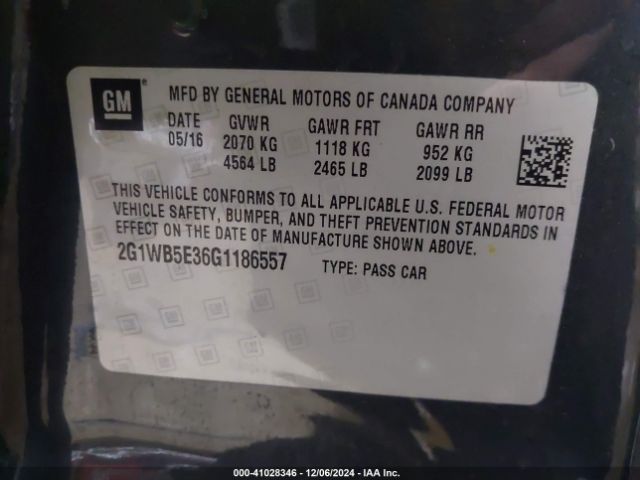 GM
®
MFD BY GENERAL MOTORS OF CANADA COMPANY
DATE GVWR GAWR FRT GAWR RR
05/16 2070 KG 1118 KG 952 KG
4564 LB 2465 LB 2099 LB
THIS VEHICLE CONFORMS TO ALL APPLICABLE U.S. FEDERAL MOTOR
VEHICLE SAFETY, BUMPER, AND THEFT PREVENTION STANDARDS IN
EFFECT ON THE DATE OF MANUFACTURE SHOWN ABOVE.
2G1WB5E36G1186557 TYPE: PASS CAR
000-41028346 - 12/06/2024 - IAA Inc.